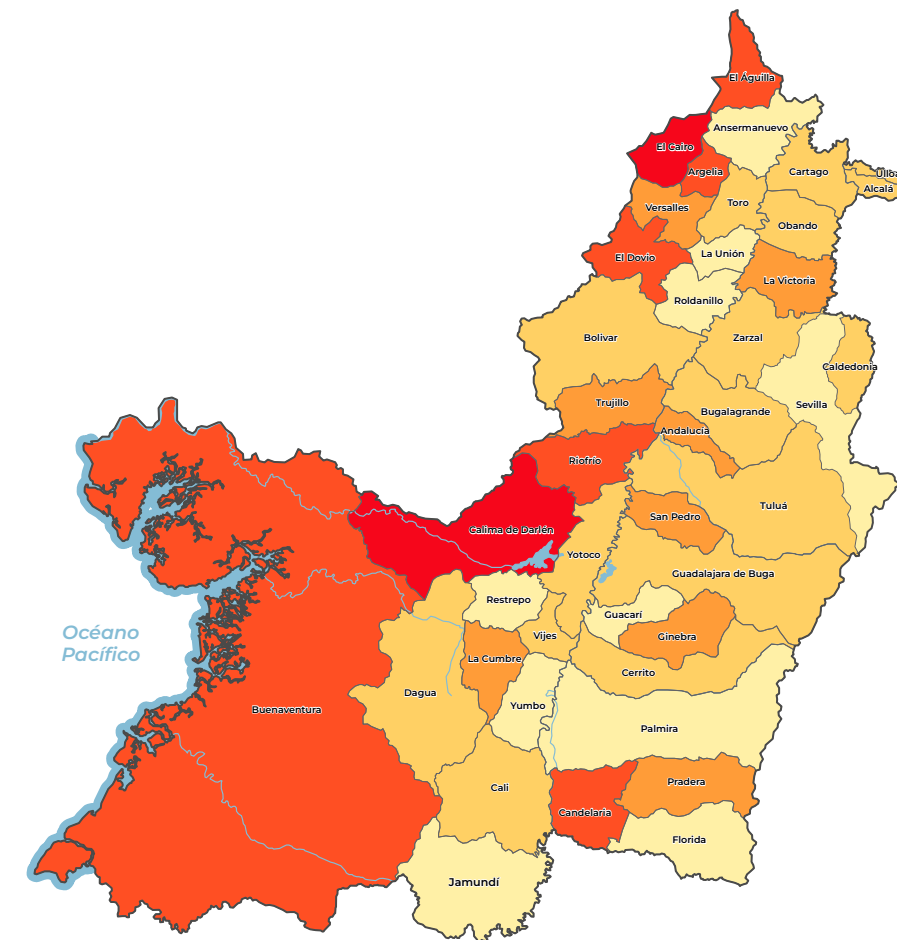 El Águilla
Ansermanuevo
El Cairo
Argelia
Cartago
Ulloa
Alcalá
Versalles
Toro
Obando
El Dovio
La Unión
La Victoria
Roldanillo
Bolivar
Zarzal
Caldedonia
Trujillo
Sevilla
Bugalagrande
Andalucía
Riofrío
Tuluá
San Pedro
Calima de Darlén
Yotoco
Guadalajara de Buga
Restrepo
Guacarí
Océano
Pacífico
Vijes
Ginebra
La Cumbre
Cerrito
Dagua
Buenaventura
Yumbo
Palmira
Cali
Pradera
Candelaria
Florida
Jamundí